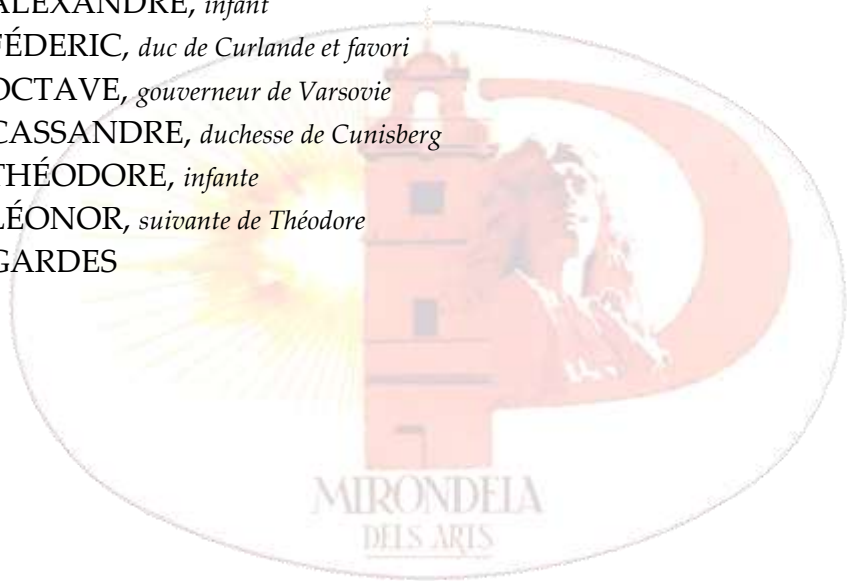 ALEXANDRE, infant
FÉDERIC, duc de Curlande et favori
OCTAVE, gouverneur de Varsovie
CASSANDRE, duchesse de Cunisberg
THÉODORE, infante
LÉONOR, suivante de Théodore
GARDES
MIRONDELA
DELS ARTS